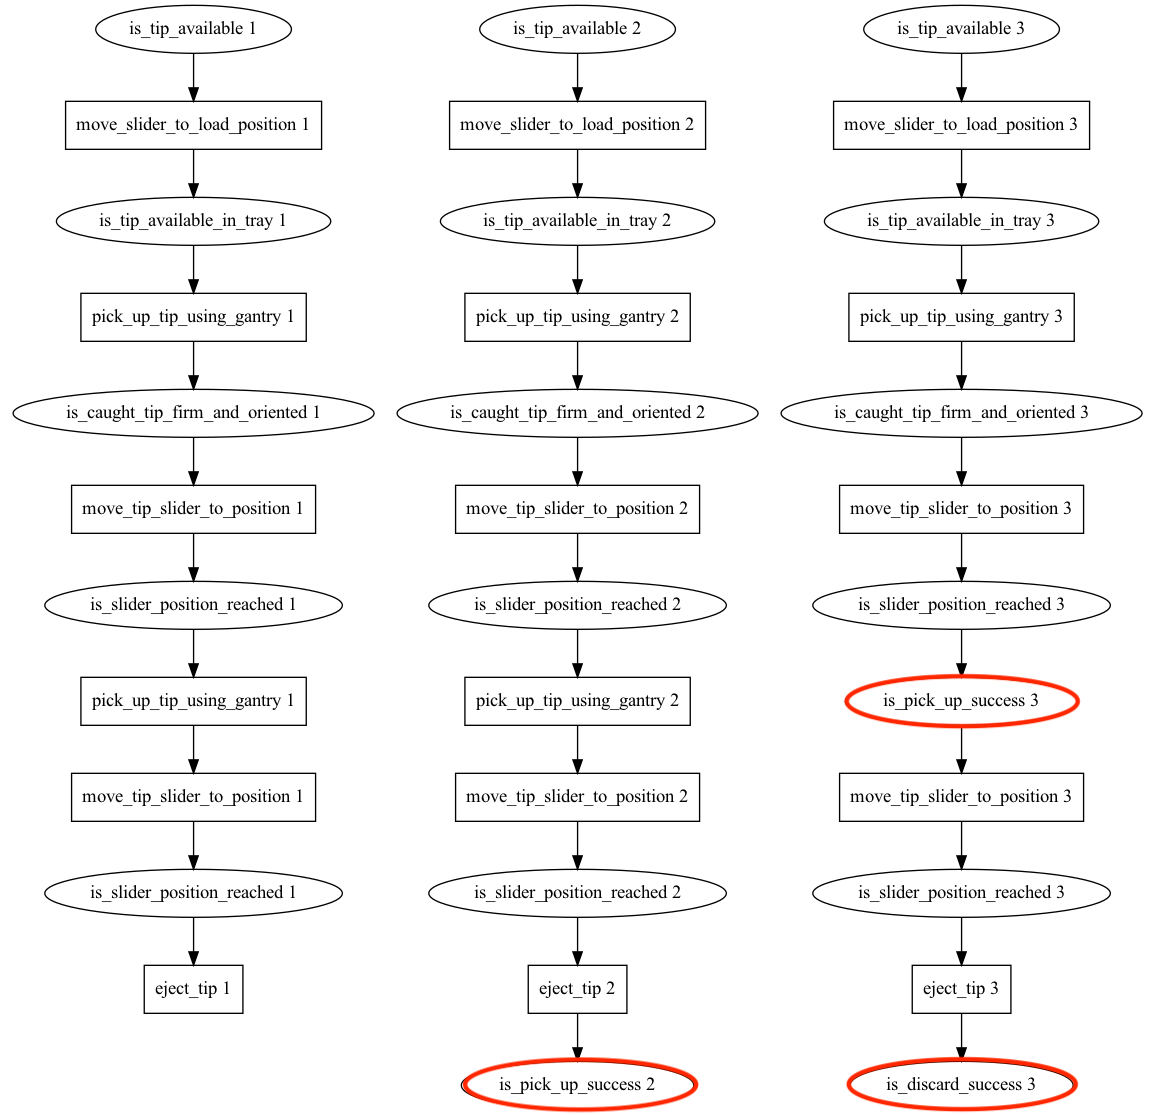 is_tip_available 1
move_slider_to_load_position 1
is_tip_available_in_tray 1
pick_up_tip_using_gantry 1
is_caught_tip_firm_and_oriented 1
move_tip_slider_to_position 1
is_slider_position_reached 1
pick_up_tip_using_gantry 1
move_tip_slider_to_position 1
is_slider_position_reached 1
eject_tip 1
is_tip_available 2
move_slider_to_load_position 2
is_tip_available_in_tray 2
pick_up_tip_using_gantry 2
is_caught_tip_firm_and_oriented 2
move_tip_slider_to_position 2
is_slider_position_reached 2
pick_up_tip_using_gantry 2
move_tip_slider_to_position 2
is_slider_position_reached 2
eject_tip 2
is_pick_up_success 2
is_tip_available 3
move_slider_to_load_position 3
is_tip_available_in_tray 3
pick_up_tip_using_gantry 3
is_caught_tip_firm_and_oriented 3
move_tip_slider_to_position 3
is_slider_position_reached 3
is_pick_up_success 3
move_tip_slider_to_position 3
is_slider_position_reached 3
eject_tip 3
is_discard_success 3